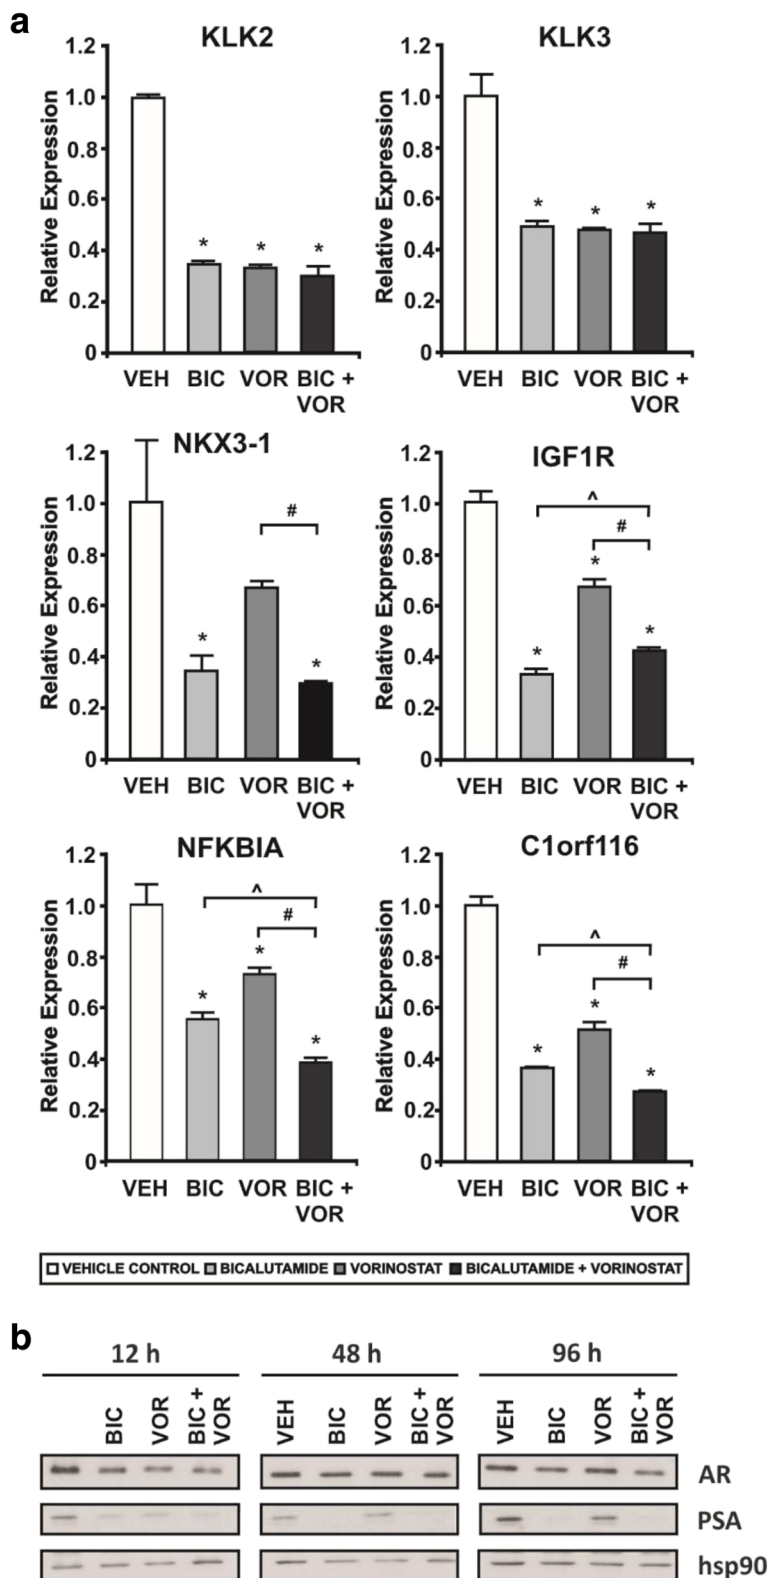 a
KLK2
1.2
1.0
0.8
0.6
0.4
0.2
0
Relative Expression
* * *
VEH BIC VOR BIC +
VOR
KLK3
1.2
1.0
0.8
0.6
0.4
0.2
0
Relative Expression
* * *
VEH BIC VOR BIC +
VOR
NKX3-1
1.2
1.0
0.8
0.6
0.4
0.2
0
Relative Expression
#
* *
VEH BIC VOR BIC +
VOR
IGF1R
1.2
1.0
0.8
0.6
0.4
0.2
0
Relative Expression
^
#
* * *
VEH BIC VOR BIC +
VOR
NFKBIA
1.2
1.0
0.8
0.6
0.4
0.2
0
Relative Expression
^
#
* * *
VEH BIC VOR BIC +
VOR
C1orf116
1.2
1.0
0.8
0.6
0.4
0.2
0
Relative Expression
^
#
* * *
VEH BIC VOR BIC +
VOR
VEHICLE CONTROL BICALUTAMIDE VORINOSTAT BICALUTAMIDE + VORINOSTAT
b
12 h 48 h 96 h
BIC VOR BIC + VOR VEH BIC VOR BIC + VOR VEH BIC VOR BIC + VOR
AR
PSA
hsp90